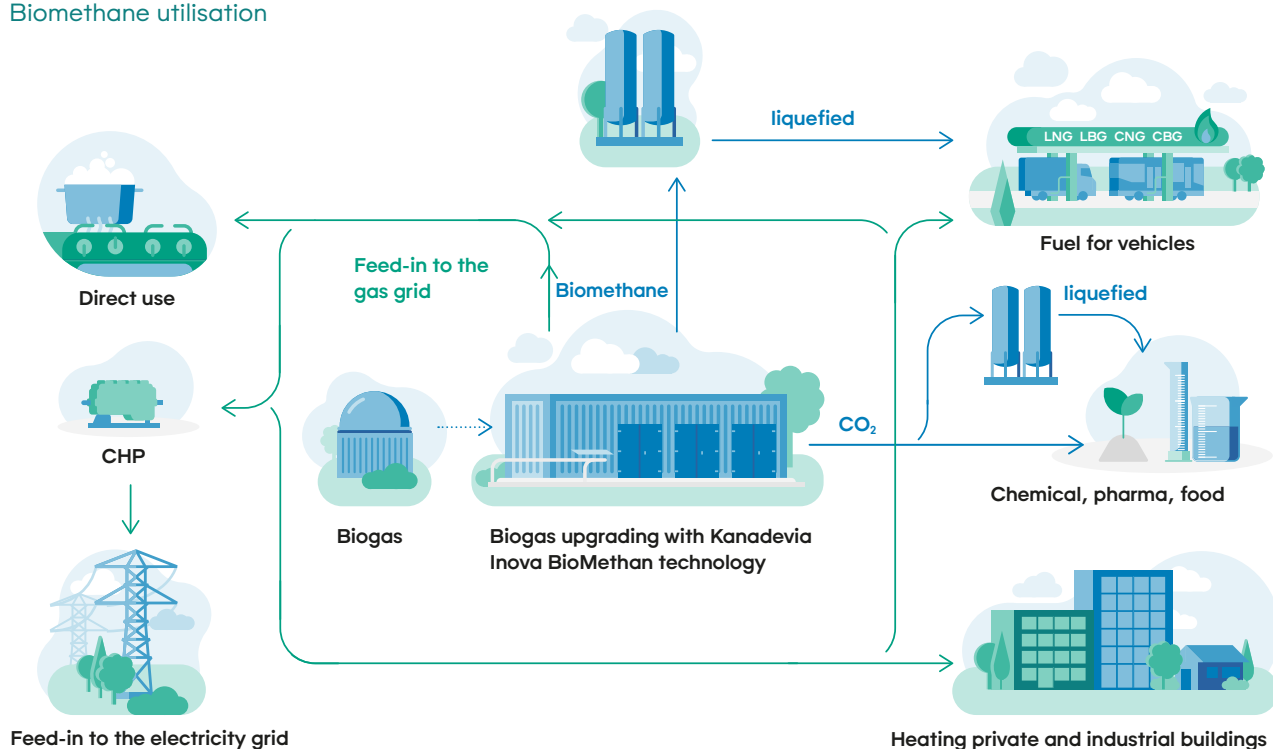 Biomethane utilisation
liquefied
LNG LBG CNG CBG
Fuel for vehicles
Direct use
Feed-in to the
gas grid
Biomethane
liquefied
CHP
CO₂
Chemical, pharma, food
Biogas
Biogas upgrading with Kanadevia
Inova BioMethan technology
Feed-in to the electricity grid
Heating private and industrial buildings